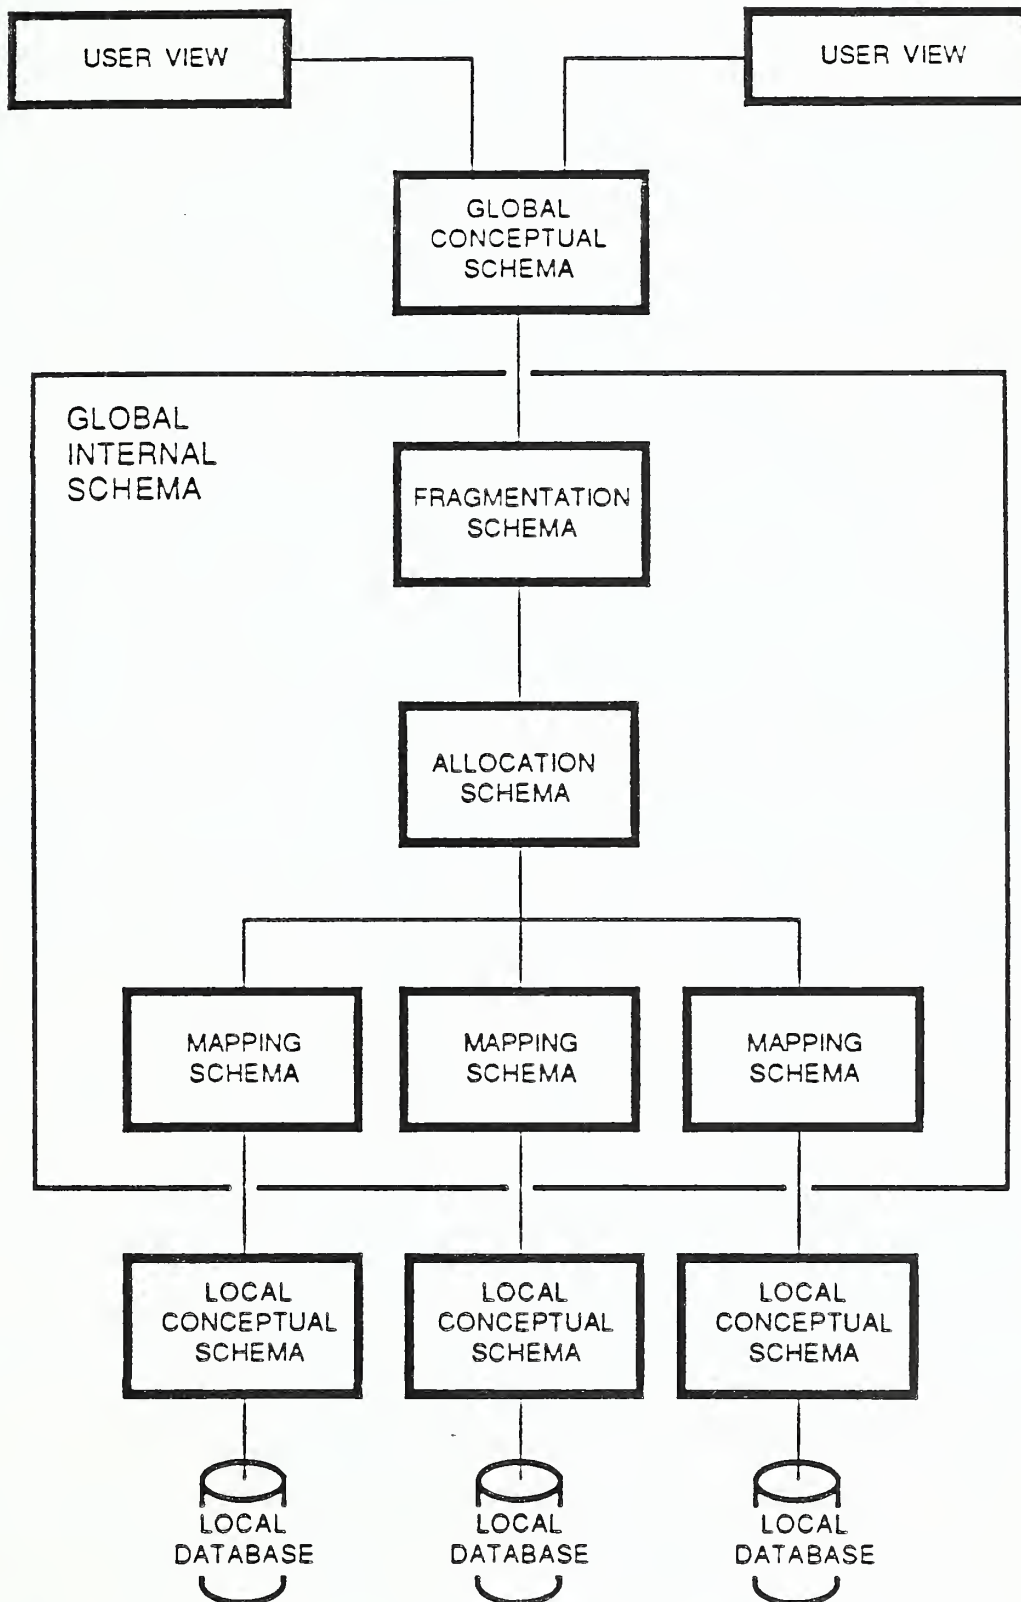 USER VIEW
USER VIEW
GLOBAL
CONCEPTUAL
SCHEMA
GLOBAL
INTERNAL
SCHEMA
FRAGMENTATION
SCHEMA
ALLOCATION
SCHEMA
MAPPING
SCHEMA
MAPPING
SCHEMA
MAPPING
SCHEMA
LOCAL
CONCEPTUAL
SCHEMA
LOCAL
CONCEPTUAL
SCHEMA
LOCAL
CONCEPTUAL
SCHEMA
LOCAL
DATABASE
LOCAL
DATABASE
LOCAL
DATABASE